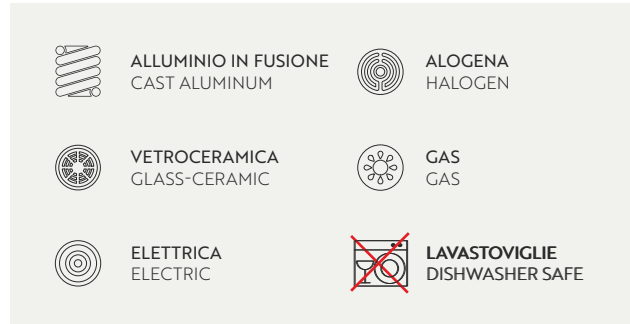 ALLUMINIO IN FUSIONE
CAST ALUMINUM
ALOGENA
HALOGEN
VETROCERAMICA
GLASS-CERAMIC
GAS
GAS
ELETTRICA
ELECTRIC
LAVASTOVIGLIE
DISHWASHER SAFE